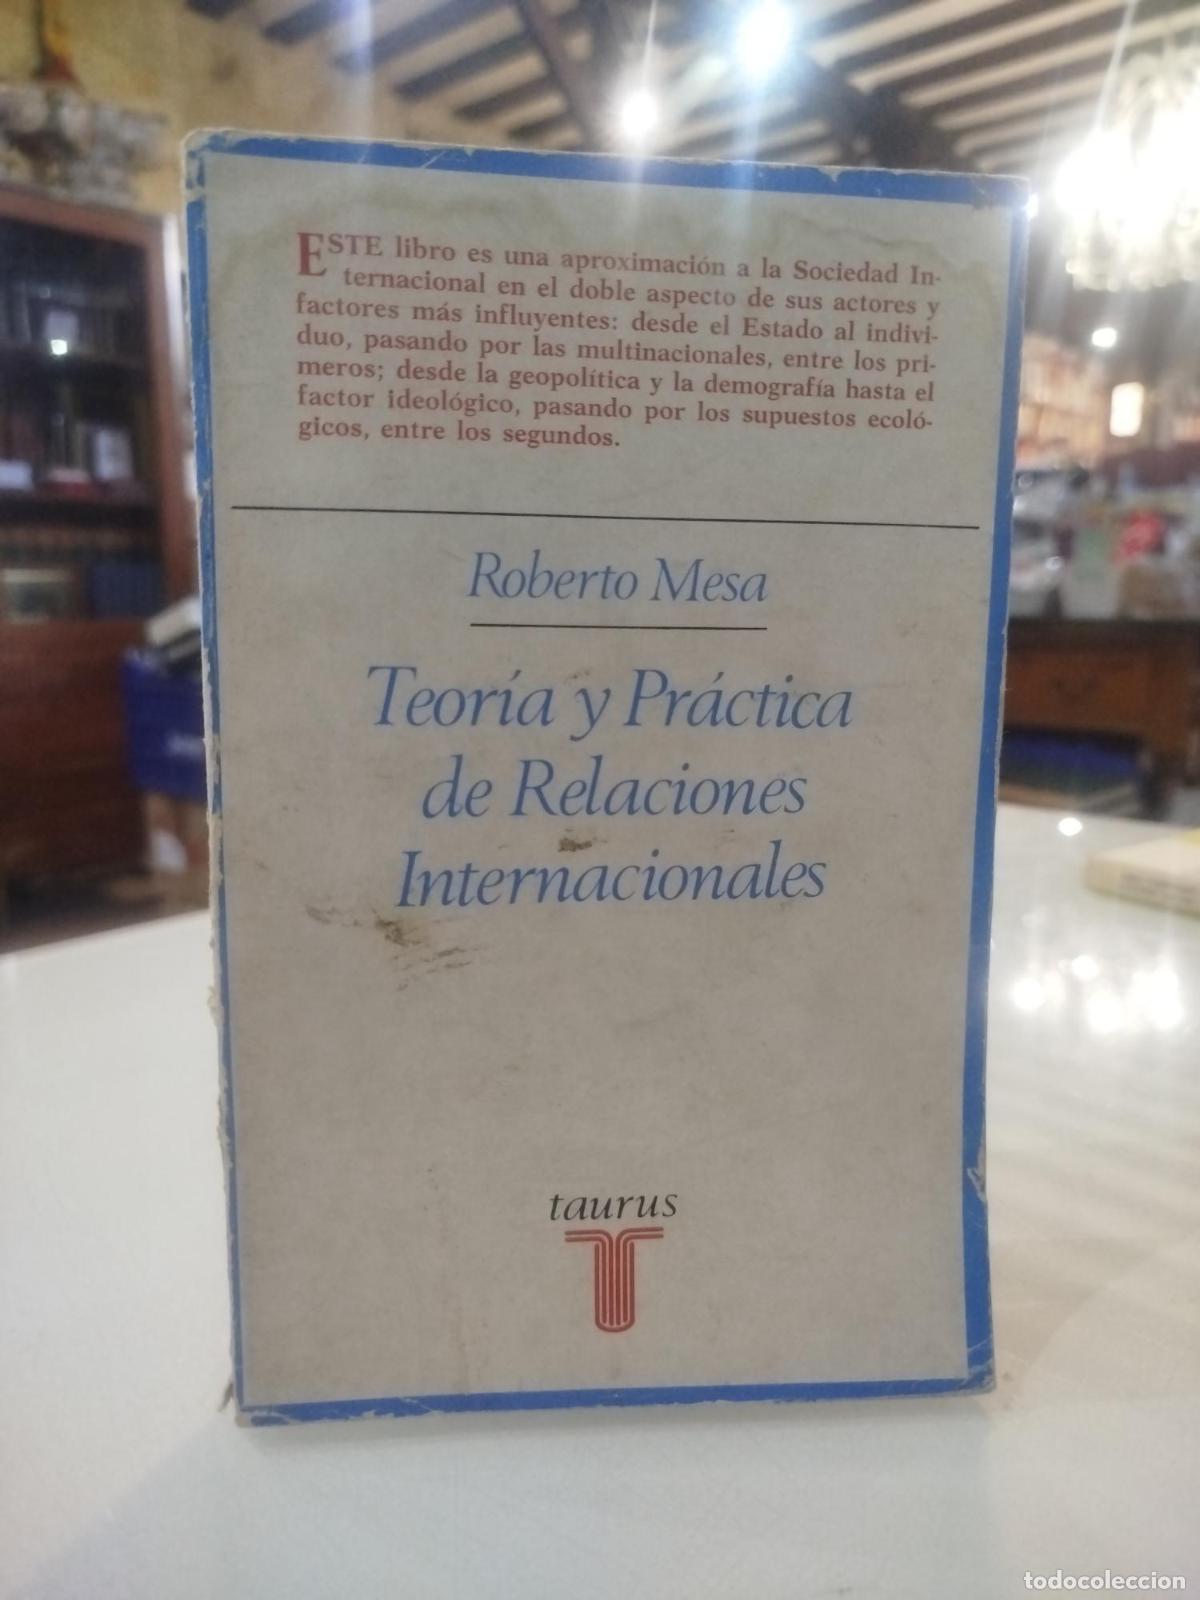 ESTE libro es una aproximación a la Sociedad In-
ternacional en el doble aspecto de sus actores y
factores más influyentes: desde el Estado al indivi-
duo, pasando por las multinacionales, entre los pri-
meros; desde la geopolítica y la demografía hasta el
factor ideológico, pasando por los supuestos ecoló-
gicos, entre los segundos.
Roberto Mesa
Teoría y Práctica
de Relaciones
Internacionales
taurus
todocoleccion